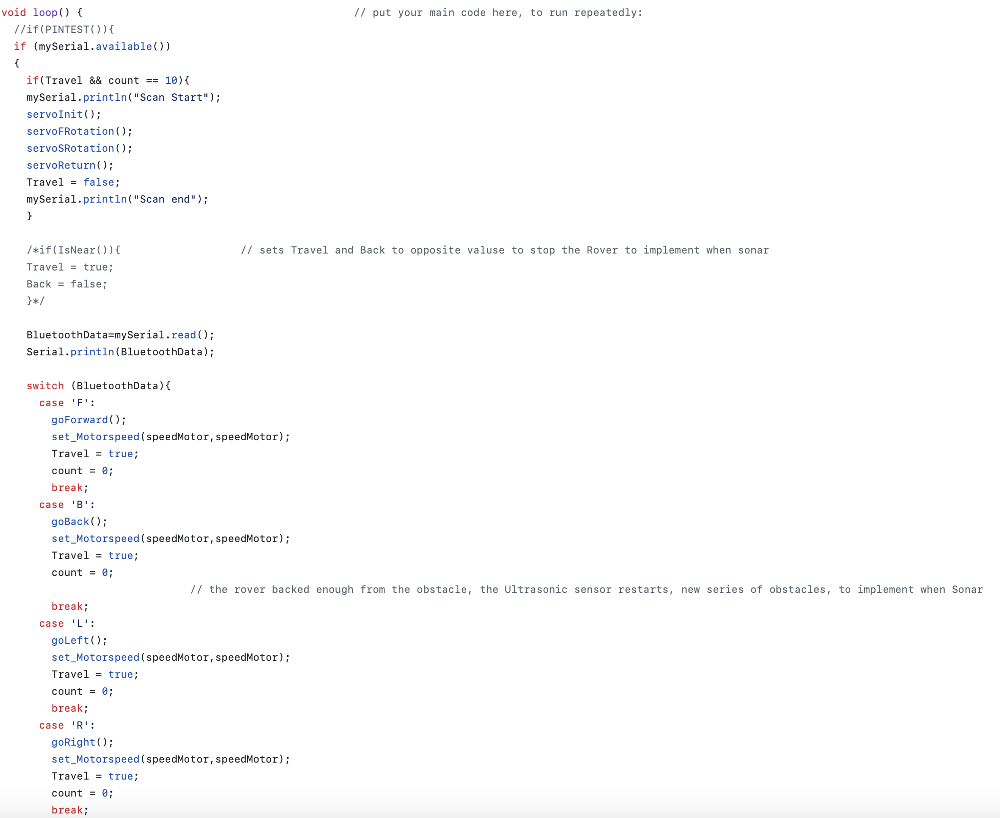 void loop() {                                           // put your main code here, to run repeatedly:
  //if(PINTEST()){
  if (mySerial.available())
  {
    if(Travel && count == 10){
    mySerial.println("Scan Start");
    servoInit();
    servoFRotation();
    servoSRotation();
    servoReturn();
    Travel = false;
    mySerial.println("Scan end");
    }

    /*if(IsNear()){                   // sets Travel and Back to opposite valuse to stop the Rover to implement when sonar
    Travel = true;
    Back = false;
    }*/

    BluetoothData=mySerial.read();
    Serial.println(BluetoothData);

    switch (BluetoothData){
      case 'F':
        goForward();
        set_Motorspeed(speedMotor,speedMotor);
        Travel = true;
        count = 0;
        break;
      case 'B':
        goBack();
        set_Motorspeed(speedMotor,speedMotor);
        Travel = true;
        count = 0;
                              // the rover backed enough from the obstacle, the Ultrasonic sensor restarts, new series of obstacles, to implement when Sonar
        break;
      case 'L':
        goLeft();
        set_Motorspeed(speedMotor,speedMotor);
        Travel = true;
        count = 0;
        break;
      case 'R':
        goRight();
        set_Motorspeed(speedMotor,speedMotor);
        Travel = true;
        count = 0;
        break;